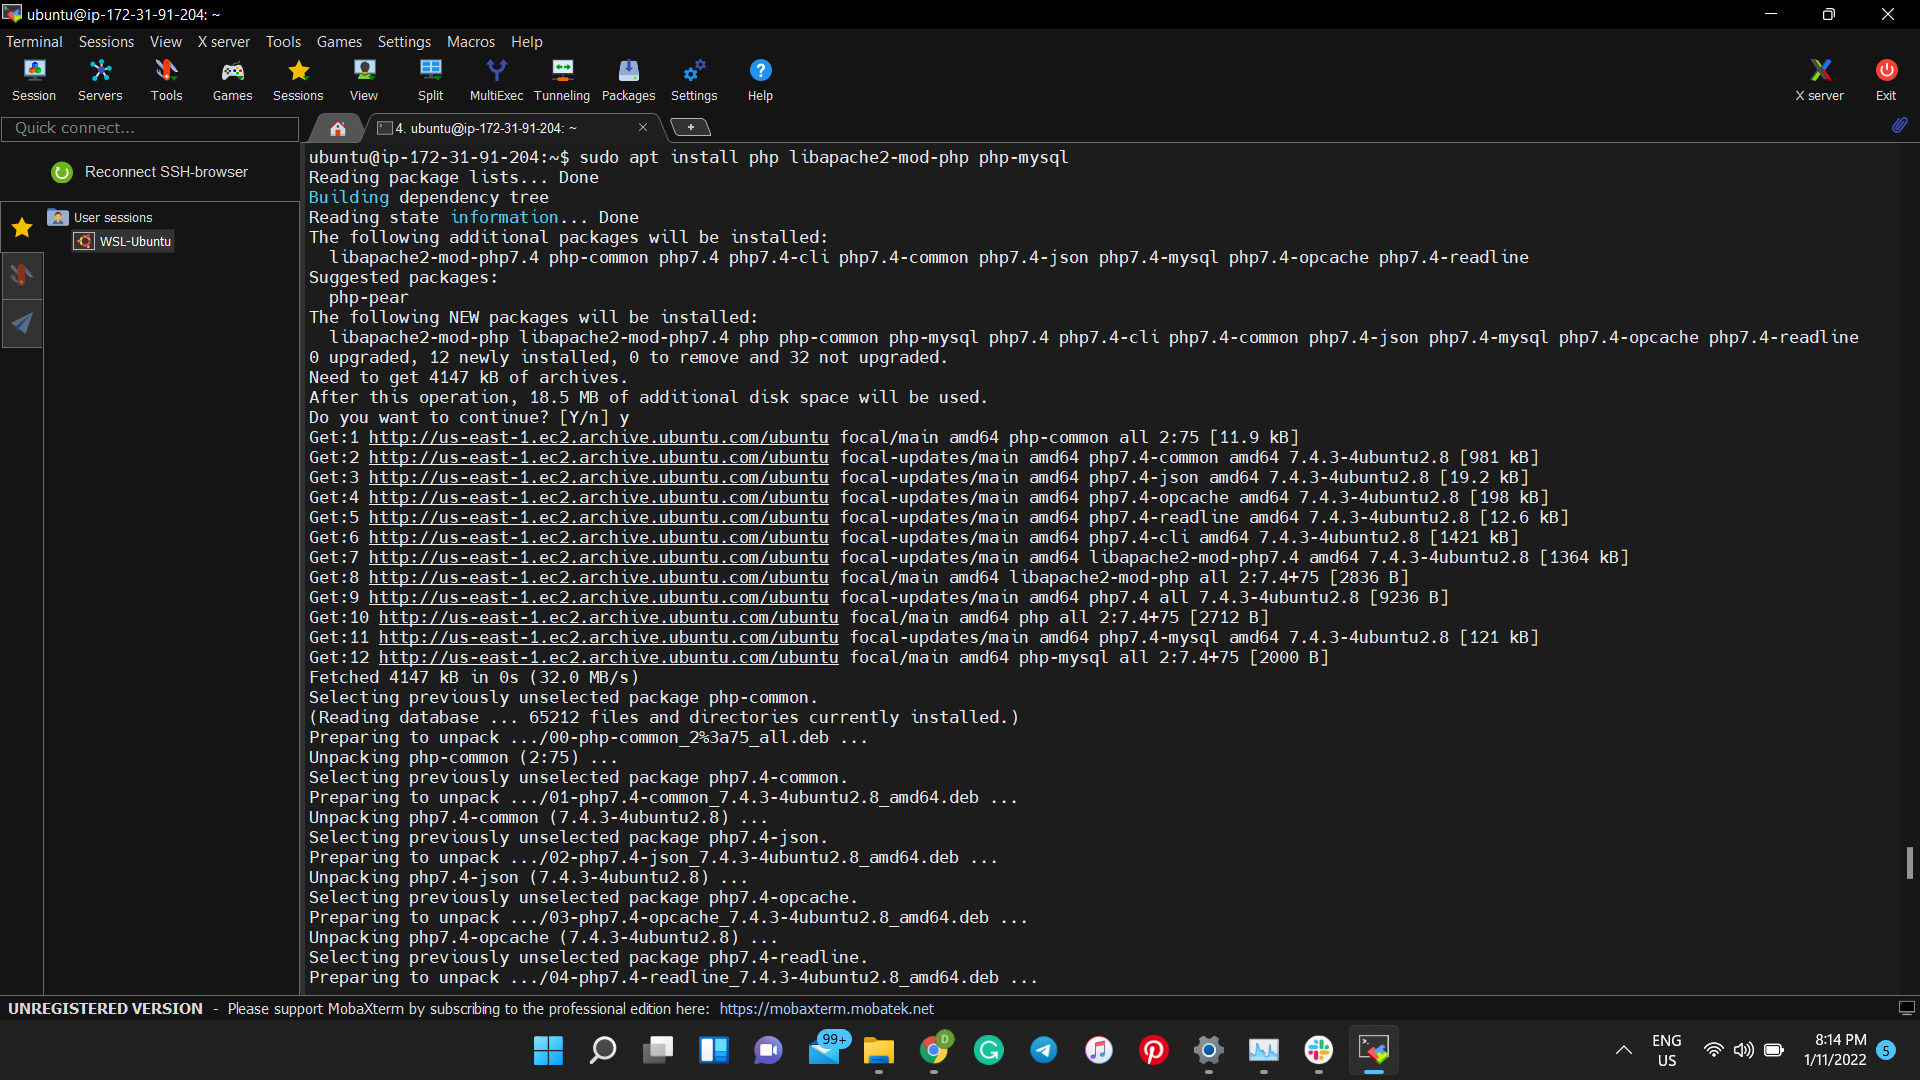 ubuntu@ip-172-31-91-204: ~
Terminal Sessions View X server Tools Games Settings Macros Help
Session Servers Tools Games Sessions View Split MultiExec Tunneling Packages Settings Help X server Exit
Quick connect...
4. ubuntu@ip-172-31-91-204: ~
Reconnect SSH-browser
User sessions
WSL-Ubuntu
ubuntu@ip-172-31-91-204:~$ sudo apt install php libapache2-mod-php php-mysql
Reading package lists... Done
Building dependency tree
Reading state information... Done
The following additional packages will be installed:
  libapache2-mod-php7.4 php-common php7.4 php7.4-cli php7.4-common php7.4-json php7.4-mysql php7.4-opcache php7.4-readline
Suggested packages:
  php-pear
The following NEW packages will be installed:
  libapache2-mod-php libapache2-mod-php7.4 php php-common php-mysql php7.4 php7.4-cli php7.4-common php7.4-json php7.4-mysql php7.4-opcache php7.4-readline
0 upgraded, 12 newly installed, 0 to remove and 32 not upgraded.
Need to get 4147 kB of archives.
After this operation, 18.5 MB of additional disk space will be used.
Do you want to continue? [Y/n] y
Get:1 http://us-east-1.ec2.archive.ubuntu.com/ubuntu focal/main amd64 php-common all 2:75 [11.9 kB]
Get:2 http://us-east-1.ec2.archive.ubuntu.com/ubuntu focal-updates/main amd64 php7.4-common amd64 7.4.3-4ubuntu2.8 [981 kB]
Get:3 http://us-east-1.ec2.archive.ubuntu.com/ubuntu focal-updates/main amd64 php7.4-json amd64 7.4.3-4ubuntu2.8 [19.2 kB]
Get:4 http://us-east-1.ec2.archive.ubuntu.com/ubuntu focal-updates/main amd64 php7.4-opcache amd64 7.4.3-4ubuntu2.8 [198 kB]
Get:5 http://us-east-1.ec2.archive.ubuntu.com/ubuntu focal-updates/main amd64 php7.4-readline amd64 7.4.3-4ubuntu2.8 [12.6 kB]
Get:6 http://us-east-1.ec2.archive.ubuntu.com/ubuntu focal-updates/main amd64 php7.4-cli amd64 7.4.3-4ubuntu2.8 [1421 kB]
Get:7 http://us-east-1.ec2.archive.ubuntu.com/ubuntu focal-updates/main amd64 libapache2-mod-php7.4 amd64 7.4.3-4ubuntu2.8 [1364 kB]
Get:8 http://us-east-1.ec2.archive.ubuntu.com/ubuntu focal/main amd64 libapache2-mod-php all 2:7.4+75 [2836 B]
Get:9 http://us-east-1.ec2.archive.ubuntu.com/ubuntu focal-updates/main amd64 php7.4 all 7.4.3-4ubuntu2.8 [9236 B]
Get:10 http://us-east-1.ec2.archive.ubuntu.com/ubuntu focal/main amd64 php all 2:7.4+75 [2712 B]
Get:11 http://us-east-1.ec2.archive.ubuntu.com/ubuntu focal-updates/main amd64 php7.4-mysql amd64 7.4.3-4ubuntu2.8 [121 kB]
Get:12 http://us-east-1.ec2.archive.ubuntu.com/ubuntu focal/main amd64 php-mysql all 2:7.4+75 [2000 B]
Fetched 4147 kB in 0s (32.0 MB/s)
Selecting previously unselected package php-common.
(Reading database ... 65212 files and directories currently installed.)
Preparing to unpack .../00-php-common_2%3a75_all.deb ...
Unpacking php-common (2:75) ...
Selecting previously unselected package php7.4-common.
Preparing to unpack .../01-php7.4-common_7.4.3-4ubuntu2.8_amd64.deb ...
Unpacking php7.4-common (7.4.3-4ubuntu2.8) ...
Selecting previously unselected package php7.4-json.
Preparing to unpack .../02-php7.4-json_7.4.3-4ubuntu2.8_amd64.deb ...
Unpacking php7.4-json (7.4.3-4ubuntu2.8) ...
Selecting previously unselected package php7.4-opcache.
Preparing to unpack .../03-php7.4-opcache_7.4.3-4ubuntu2.8_amd64.deb ...
Unpacking php7.4-opcache (7.4.3-4ubuntu2.8) ...
Selecting previously unselected package php7.4-readline.
Preparing to unpack .../04-php7.4-readline_7.4.3-4ubuntu2.8_amd64.deb ...
UNREGISTERED VERSION - Please support MobaXterm by subscribing to the professional edition here: https://mobaxterm.mobatek.net
99+
D
ENG
US
8:14 PM
1/11/2022
5